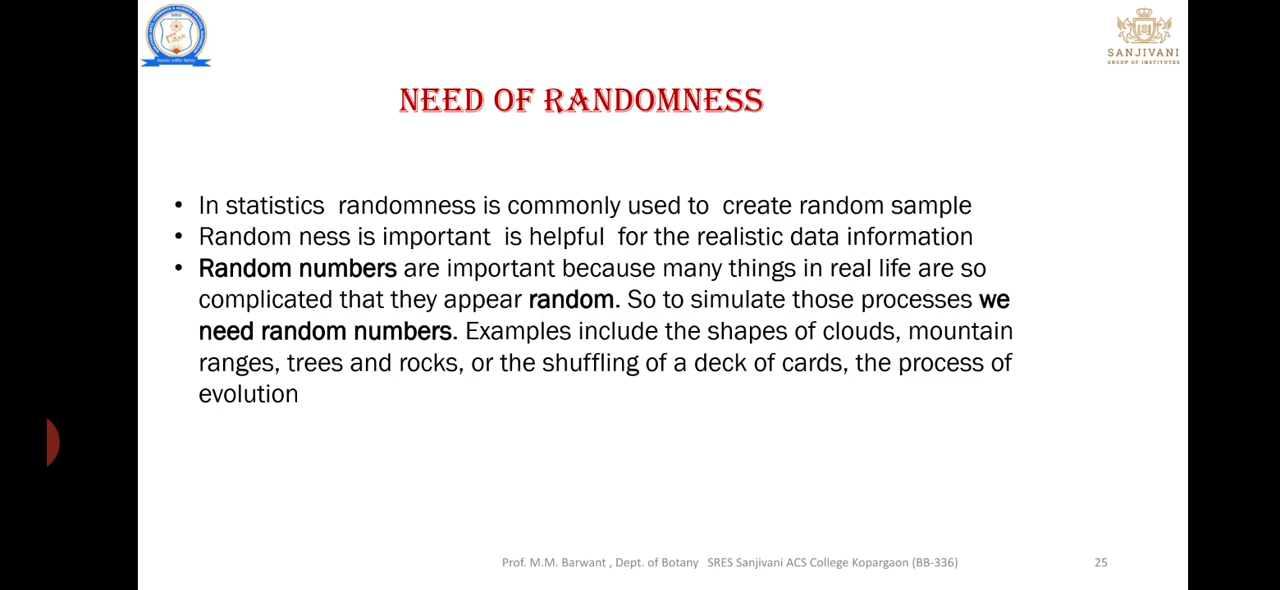 SANJIVANI
GROUP OF INSTITUTES
NEED OF RANDOMNESS
• In statistics  randomness is commonly used to  create random sample
• Random ness is important  is helpful  for the realistic data information
• Random numbers are important because many things in real life are so
complicated that they appear random. So to simulate those processes we
need random numbers. Examples include the shapes of clouds, mountain
ranges, trees and rocks, or the shuffling of a deck of cards, the process of
evolution
Prof. M.M. Barwant , Dept. of Botany   SRES Sanjivani ACS College Kopargaon (BB-336)
25